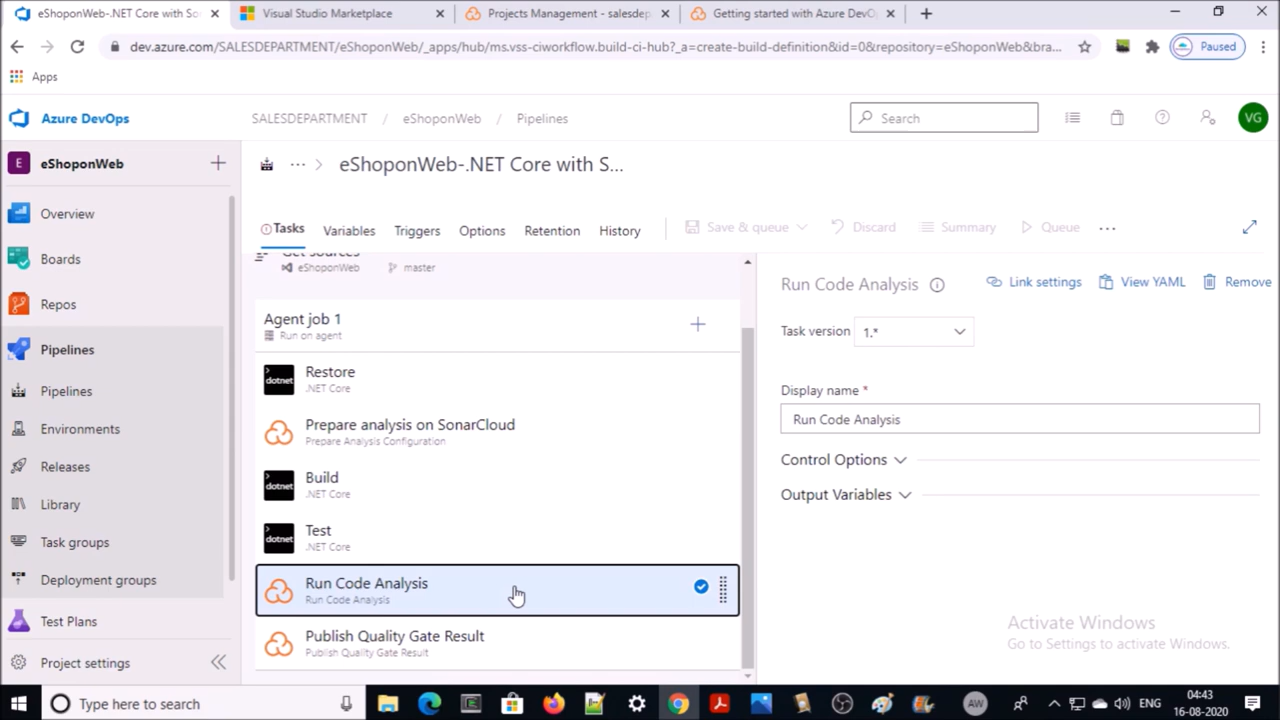 eShoponWeb-.NET Core with So
Visual Studio Marketplace
Projects Management - salesdep
Getting started with Azure DevO
dev.azure.com/SALESDEPARTMENT/eShoponWeb/_apps/hub/ms.vss-ciworkflow.build-ci-hub?_a=create-build-definition&id=0&repository=eShoponWeb&bra...
Paused
Apps
Azure DevOps
SALESDEPARTMENT / eShoponWeb / Pipelines
Search
VG
E eShoponWeb
... > eShoponWeb-.NET Core with S...
Overview
Boards
Repos
Pipelines
Pipelines
Environments
Releases
Library
Task groups
Deployment groups
Test Plans
Project settings
Tasks Variables Triggers Options Retention History
Save & queue Discard Summary Queue ...
Get sources
eShoponWeb master
Agent job 1
Run on agent
dotnet
Restore
.NET Core
Prepare analysis on SonarCloud
Prepare Analysis Configuration
dotnet
Build
.NET Core
dotnet
Test
.NET Core
Run Code Analysis
Run Code Analysis
Publish Quality Gate Result
Publish Quality Gate Result
Run Code Analysis
Link settings View YAML Remove
Task version 1.*
Display name *
Run Code Analysis
Control Options
Output Variables
Activate Windows
Go to Settings to activate Windows.
Type here to search
AW
ENG
04:43
16-08-2020